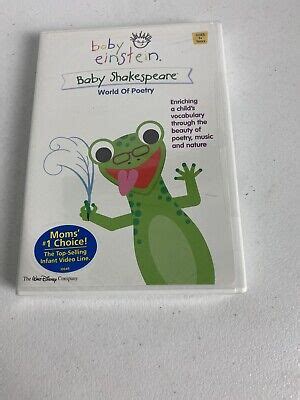 baby
einstein.
Baby Shakespeare™
World Of Poetry
Enriching
a child's
vocabulary
through the
beauty of
poetry, music
and nature
Moms'
#1 Choice!
The Top-Selling
Infant Video Line.
The Walt Disney Company